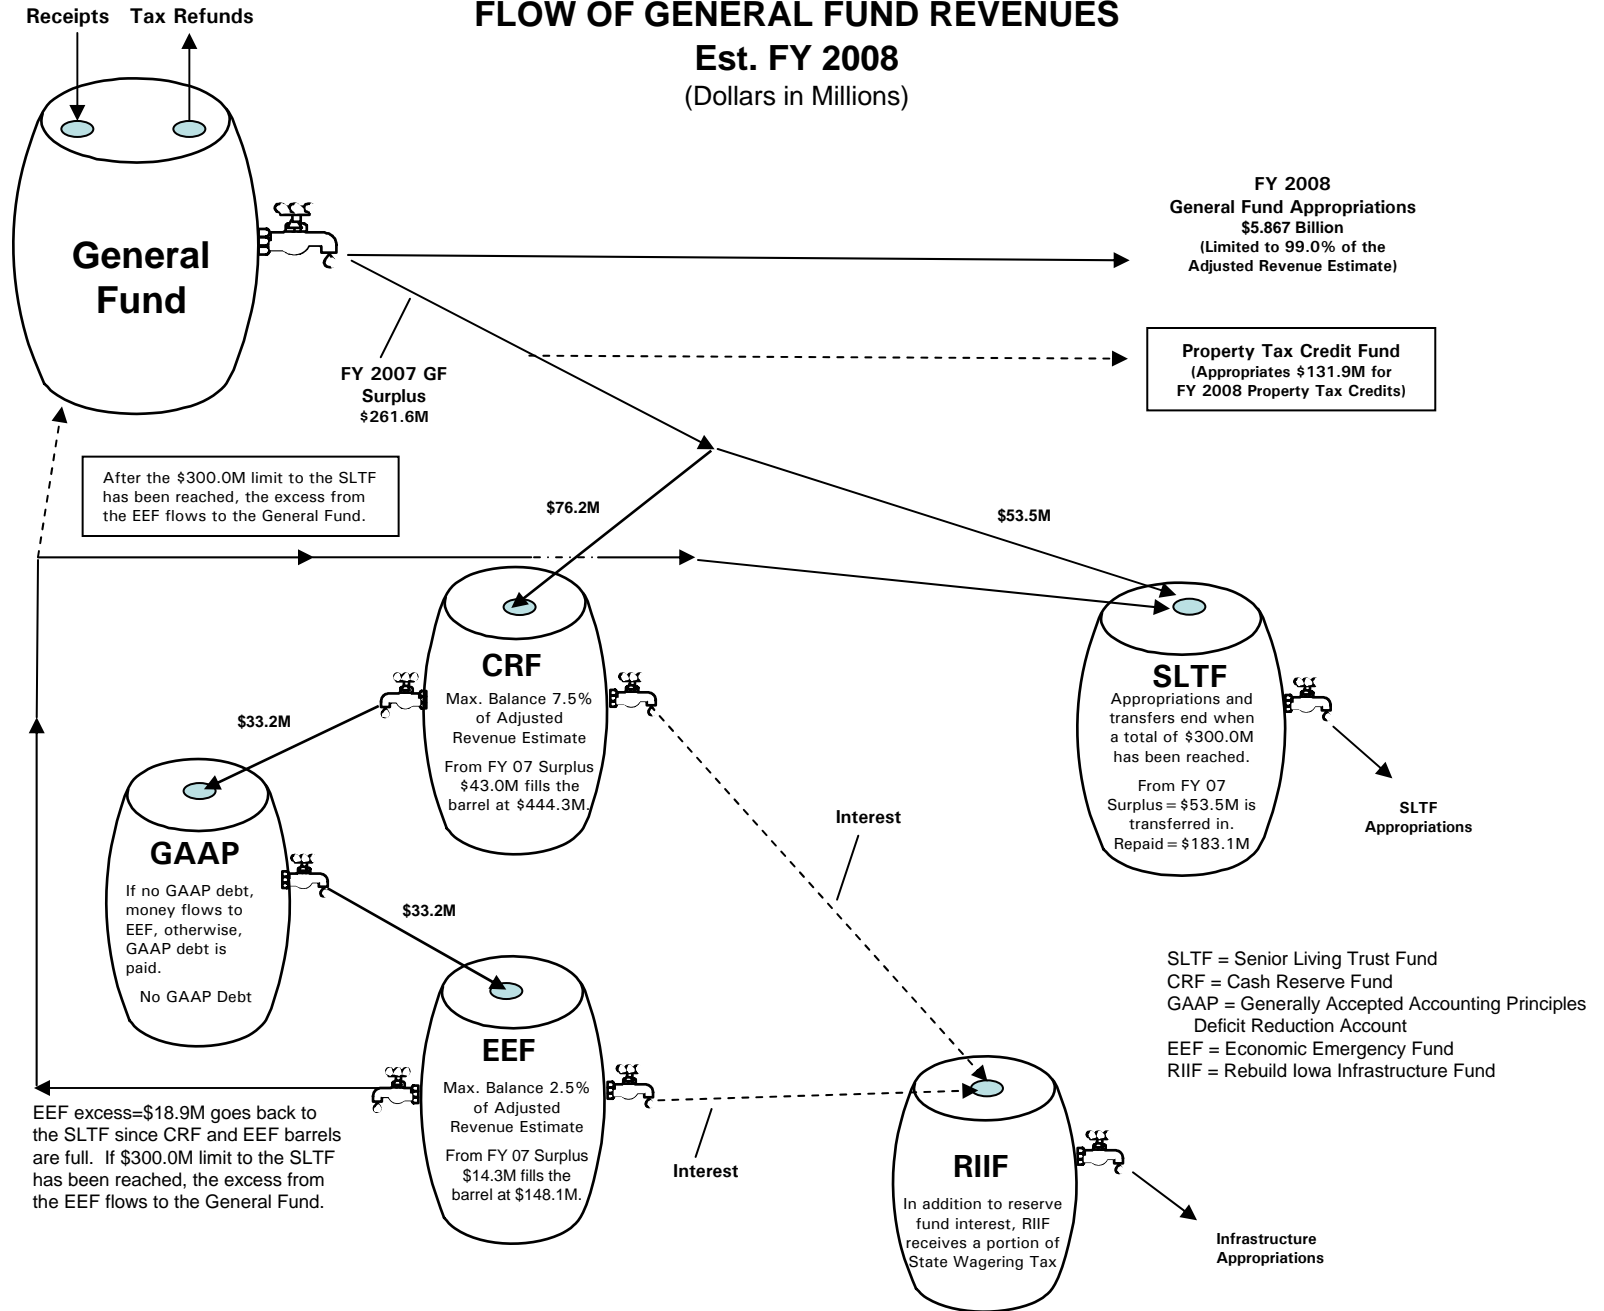 Receipts
Tax Refunds
FLOW OF GENERAL FUND REVENUES
Est. FY 2008
(Dollars in Millions)
General
Fund
FY 2008
General Fund Appropriations
$5.867 Billion
(Limited to 99.0% of the
Adjusted Revenue Estimate)
Property Tax Credit Fund
(Appropriates $131.9M for
FY 2008 Property Tax Credits)
FY 2007 GF
Surplus
$261.6M
After the $300.0M limit to the SLTF
has been reached, the excess from
the EEF flows to the General Fund.
$76.2M
$53.5M
CRF
Max. Balance 7.5%
of Adjusted
Revenue Estimate
From FY 07 Surplus
$43.0M fills the
barrel at $444.3M.
SLTF
Appropriations and
transfers end when
a total of $300.0M
has been reached.
From FY 07
Surplus=$53.5M is
transferred in.
Repaid=$183.1M
SLTF
Appropriations
$33.2M
GAAP
If no GAAP debt,
money flows to
EEF, otherwise,
GAAP debt is
paid.
No GAAP Debt
$33.2M
Interest
EEF
Max. Balance 2.5%
of Adjusted
Revenue Estimate
From FY 07 Surplus
$14.3M fills the
barrel at $148.1M.
Interest
SLTF = Senior Living Trust Fund
CRF = Cash Reserve Fund
GAAP = Generally Accepted Accounting Principles
Deficit Reduction Account
EEF = Economic Emergency Fund
RIIF = Rebuild Iowa Infrastructure Fund
EEF excess=$18.9M goes back to
the SLTF since CRF and EEF barrels
are full.  If $300.0M limit to the SLTF
has been reached, the excess from
the EEF flows to the General Fund.
RIIF
In addition to reserve
fund interest, RIIF
receives a portion of
State Wagering Tax
Infrastructure
Appropriations